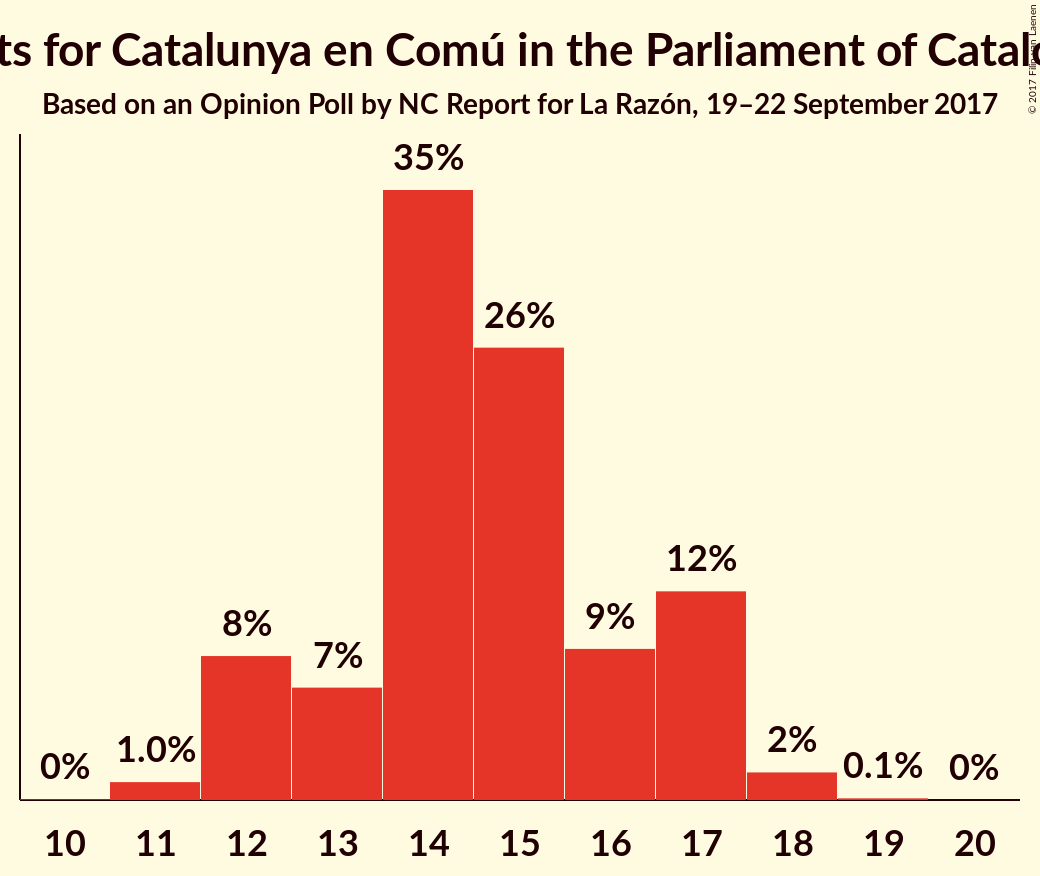 ts for Catalunya en Comú in the Parliament of Catal
Based on an Opinion Poll by NC Report for La Razón, 19–22 September 2017
© 2017 Filip van Laenen
35%
26%
12%
9%
8%
7%
2%
1.0%
0.1%
0%
0%
10 11 12 13 14 15 16 17 18 19 20